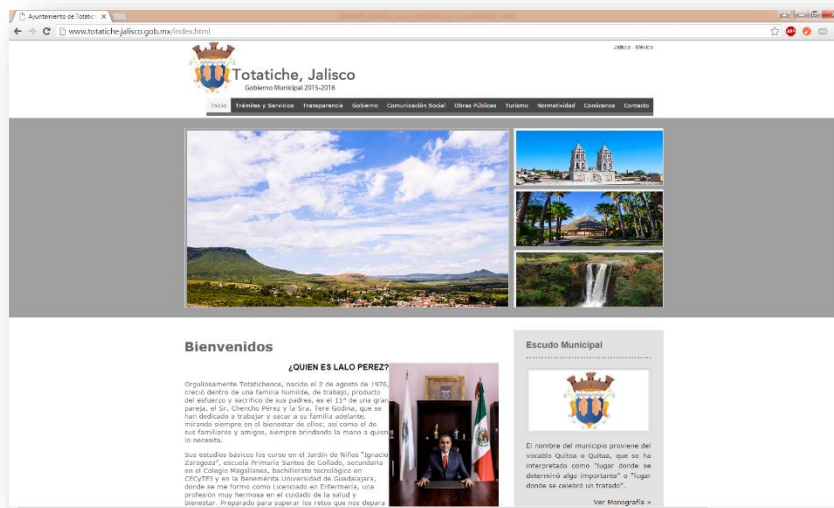 Ayuntamiento de Totatic
www.totatiche.jalisco.gob.mx/index.html
Jalisco - México
Totatiche, Jalisco
Gobierno Municipal 2015-2018
Inicio Trámites y Servicios Transparencia Gobierno Comunicación Social Obras Públicas Turismo Normatividad Conócenos Contacto
Bienvenidos
¿QUIEN ES LALO PEREZ?
Orgullosamente Totatichence, nacido el 2 de agosto de 1976,
creció dentro de una familia humilde, de trabajo, producto
del esfuerzo y sacrifico de sus padres, es el 11° de una gran
pareja, el Sr. Chencho Pérez y la Sra. Tere Godina, que se
han dedicado a trabajar y sacar a su familia adelante,
mirando siempre en el bienestar de ellos; así como el de
sus familiares y amigos, siempre brindando la mano a quien
lo necesita.
Sus estudios básicos los curso en el Jardín de Niños "Ignacio
Zaragoza", escuela Primaria Santos de Collado, secundaria
en el Colegio Magallanes, bachillerato tecnológico en
CECyTEJ y en la Benemérita Universidad de Guadalajara,
donde se me formo como Licenciado en Enfermería, una
profesión muy hermosa en el cuidado de la salud y
bienestar. Preparado para superar los retos que nos depara
Escudo Municipal
El nombre del municipio proviene del
vocablo Quitsa o Quitua, que se ha
interpretado como "lugar donde se
determinó algo importante" o "lugar
donde se celebró un tratado".
Ver Monografía »